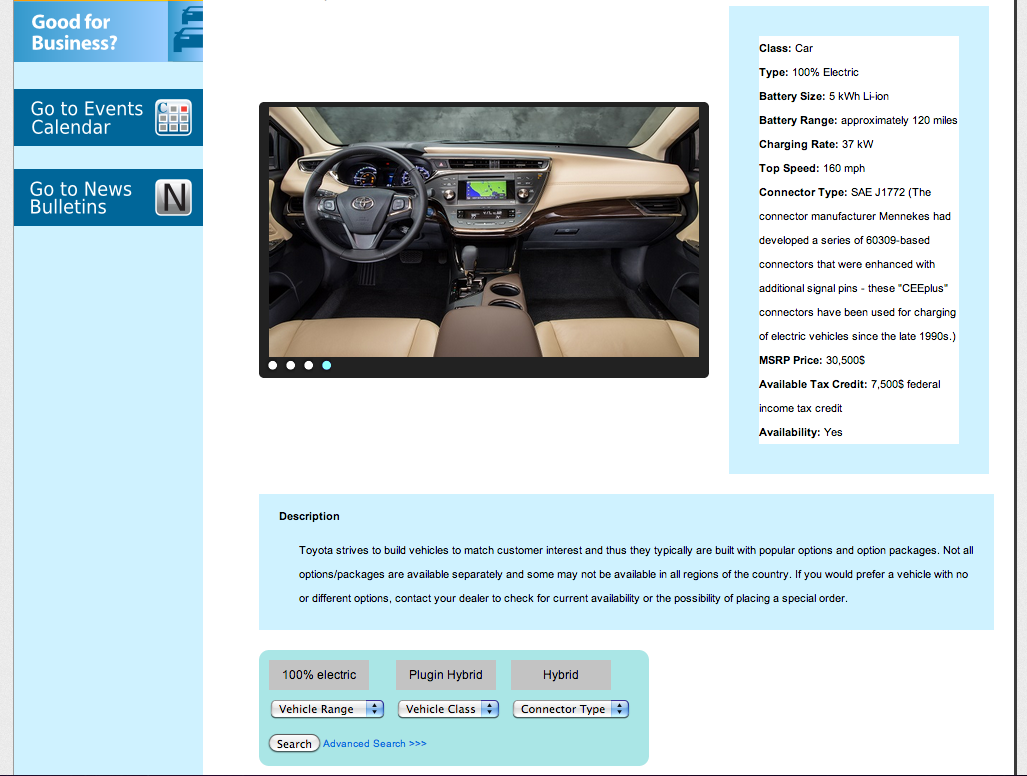 Good for
Business?
Go to Events
Calendar
Go to News
Bulletins
N
Class: Car
Type: 100% Electric
Battery Size: 5 kWh Li-ion
Battery Range: approximately 120 miles
Charging Rate: 37 kW
Top Speed: 160 mph
Connector Type: SAE J1772 (The
connector manufacturer Mennekes had
developed a series of 60309-based
connectors that were enhanced with
additional signal pins - these "CEEplus"
connectors have been used for charging
of electric vehicles since the late 1990s.)
MSRP Price: 30,500$
Available Tax Credit: 7,500$ federal
income tax credit
Availability: Yes
Description
Toyota strives to build vehicles to match customer interest and thus they typically are built with popular options and option packages. Not all
options/packages are available separately and some may not be available in all regions of the country. If you would prefer a vehicle with no
or different options, contact your dealer to check for current availability or the possibility of placing a special order.
100% electric Plugin Hybrid Hybrid
Vehicle Range Vehicle Class Connector Type
Search Advanced Search >>>